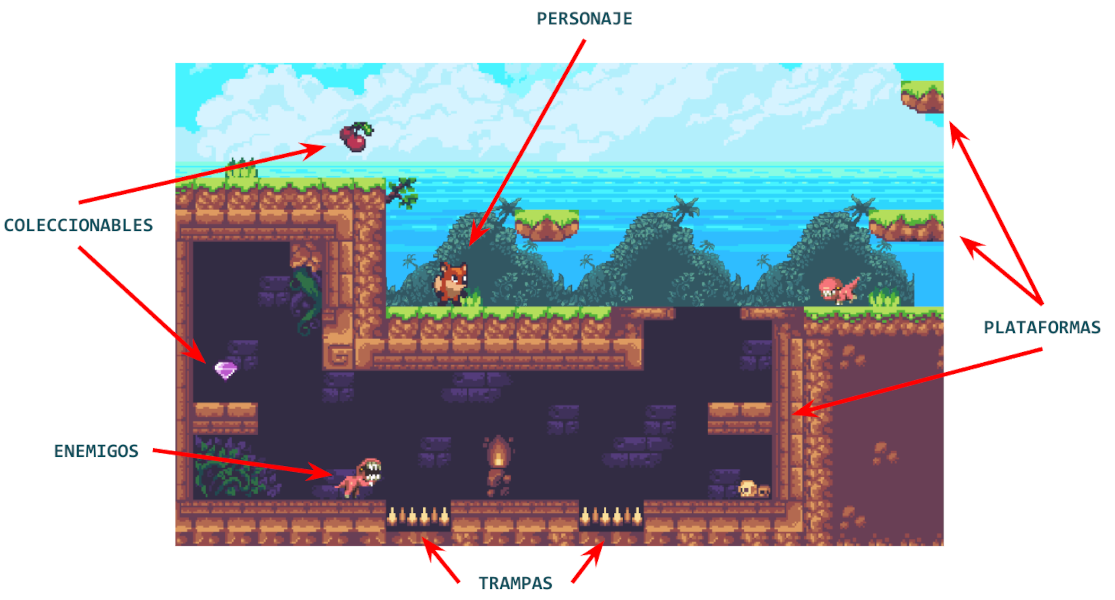 PERSONAJE
COLECCIONABLES
PLATAFORMAS
ENEMIGOS
TRAMPAS